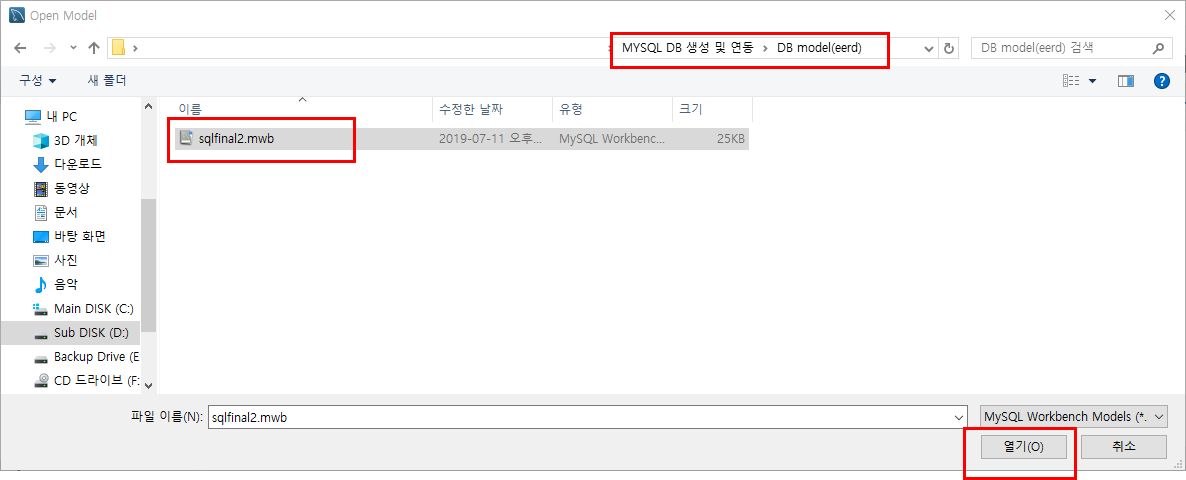 Open Model
MYSQL DB 생성 및 연동 › DB model(eerd)
DB model(eerd) 검색
구성
새 폴더
이름 수정한 날짜 유형 크기
sqlfinal2.mwb 2019-07-11 오후... MySQL Workbenc... 25KB
내 PC
3D 개체
다운로드
동영상
문서
바탕 화면
사진
음악
Main DISK (C:)
Sub DISK (D:)
Backup Drive (E
CD 드라이브 (F:
파일 이름(N): sqlfinal2.mwb
MySQL Workbench Models (*.
열기(O) 취소